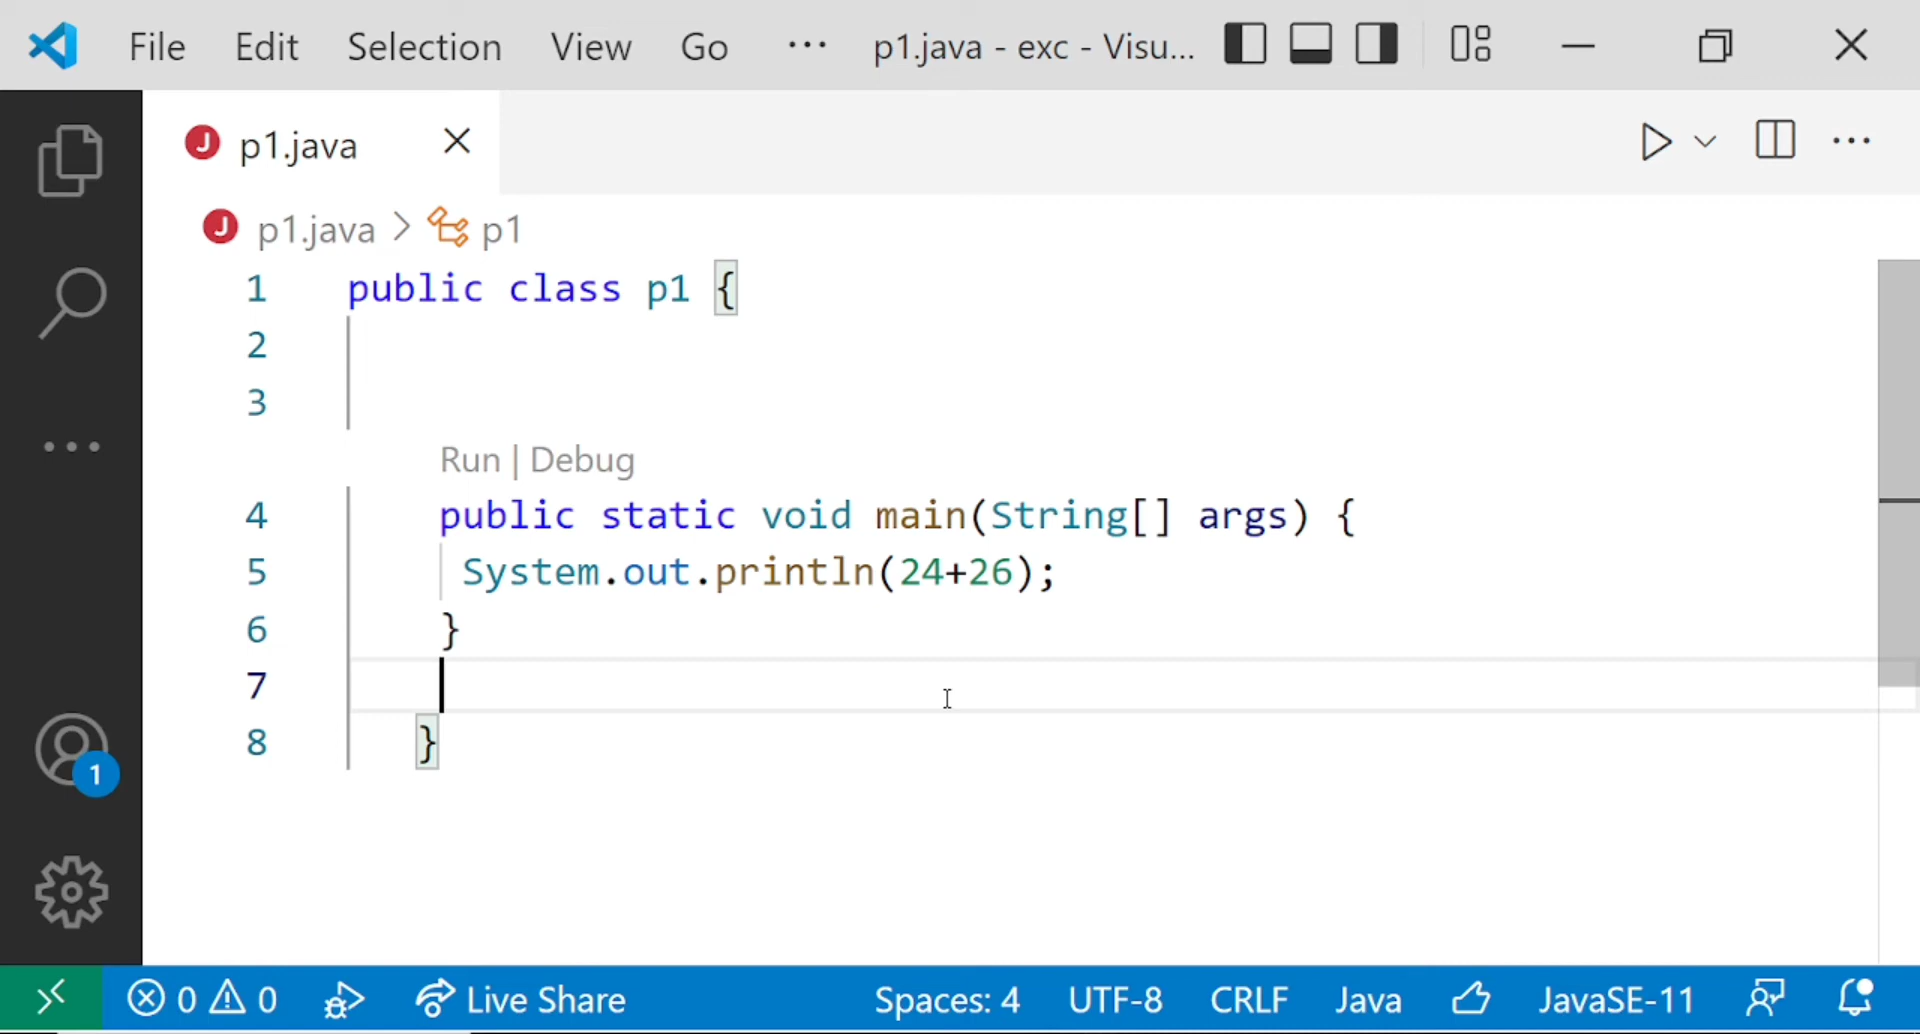 File Edit Selection View Go ··· p1.java - exc - Visu...
p1.java
p1.java > p1
1 public class p1 {
2
3
Run | Debug
4 public static void main(String[] args) {
5 System.out.println(24+26);
6 }
7
8 }
1
0 0 Live Share Spaces: 4 UTF-8 CRLF Java JavaSE-11